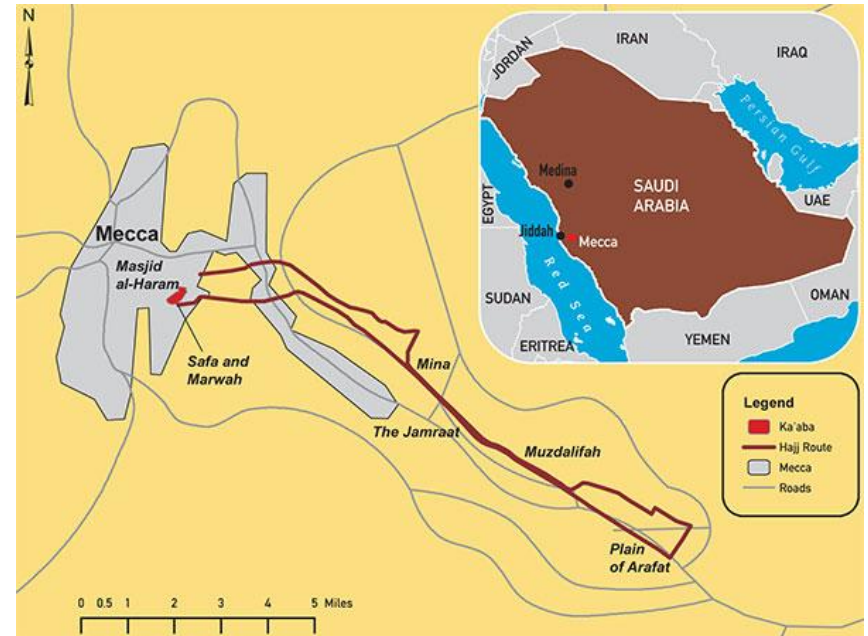 N
Mecca
Masjid
al-Haram
Safa and
Marwah
Mina
The Jamraat
Muzdalifah
Plain
of Arafat
0 0.5 1 2 3 4 5 Miles
JORDAN
IRAN
IRAQ
Persian Gulf
Medina
SAUDI
ARABIA
EGYPT
UAE
Jiddah
Mecca
Red Sea
OMAN
SUDAN
YEMEN
ERITREA
Legend
Ka'aba
Hajj Route
Mecca
Roads